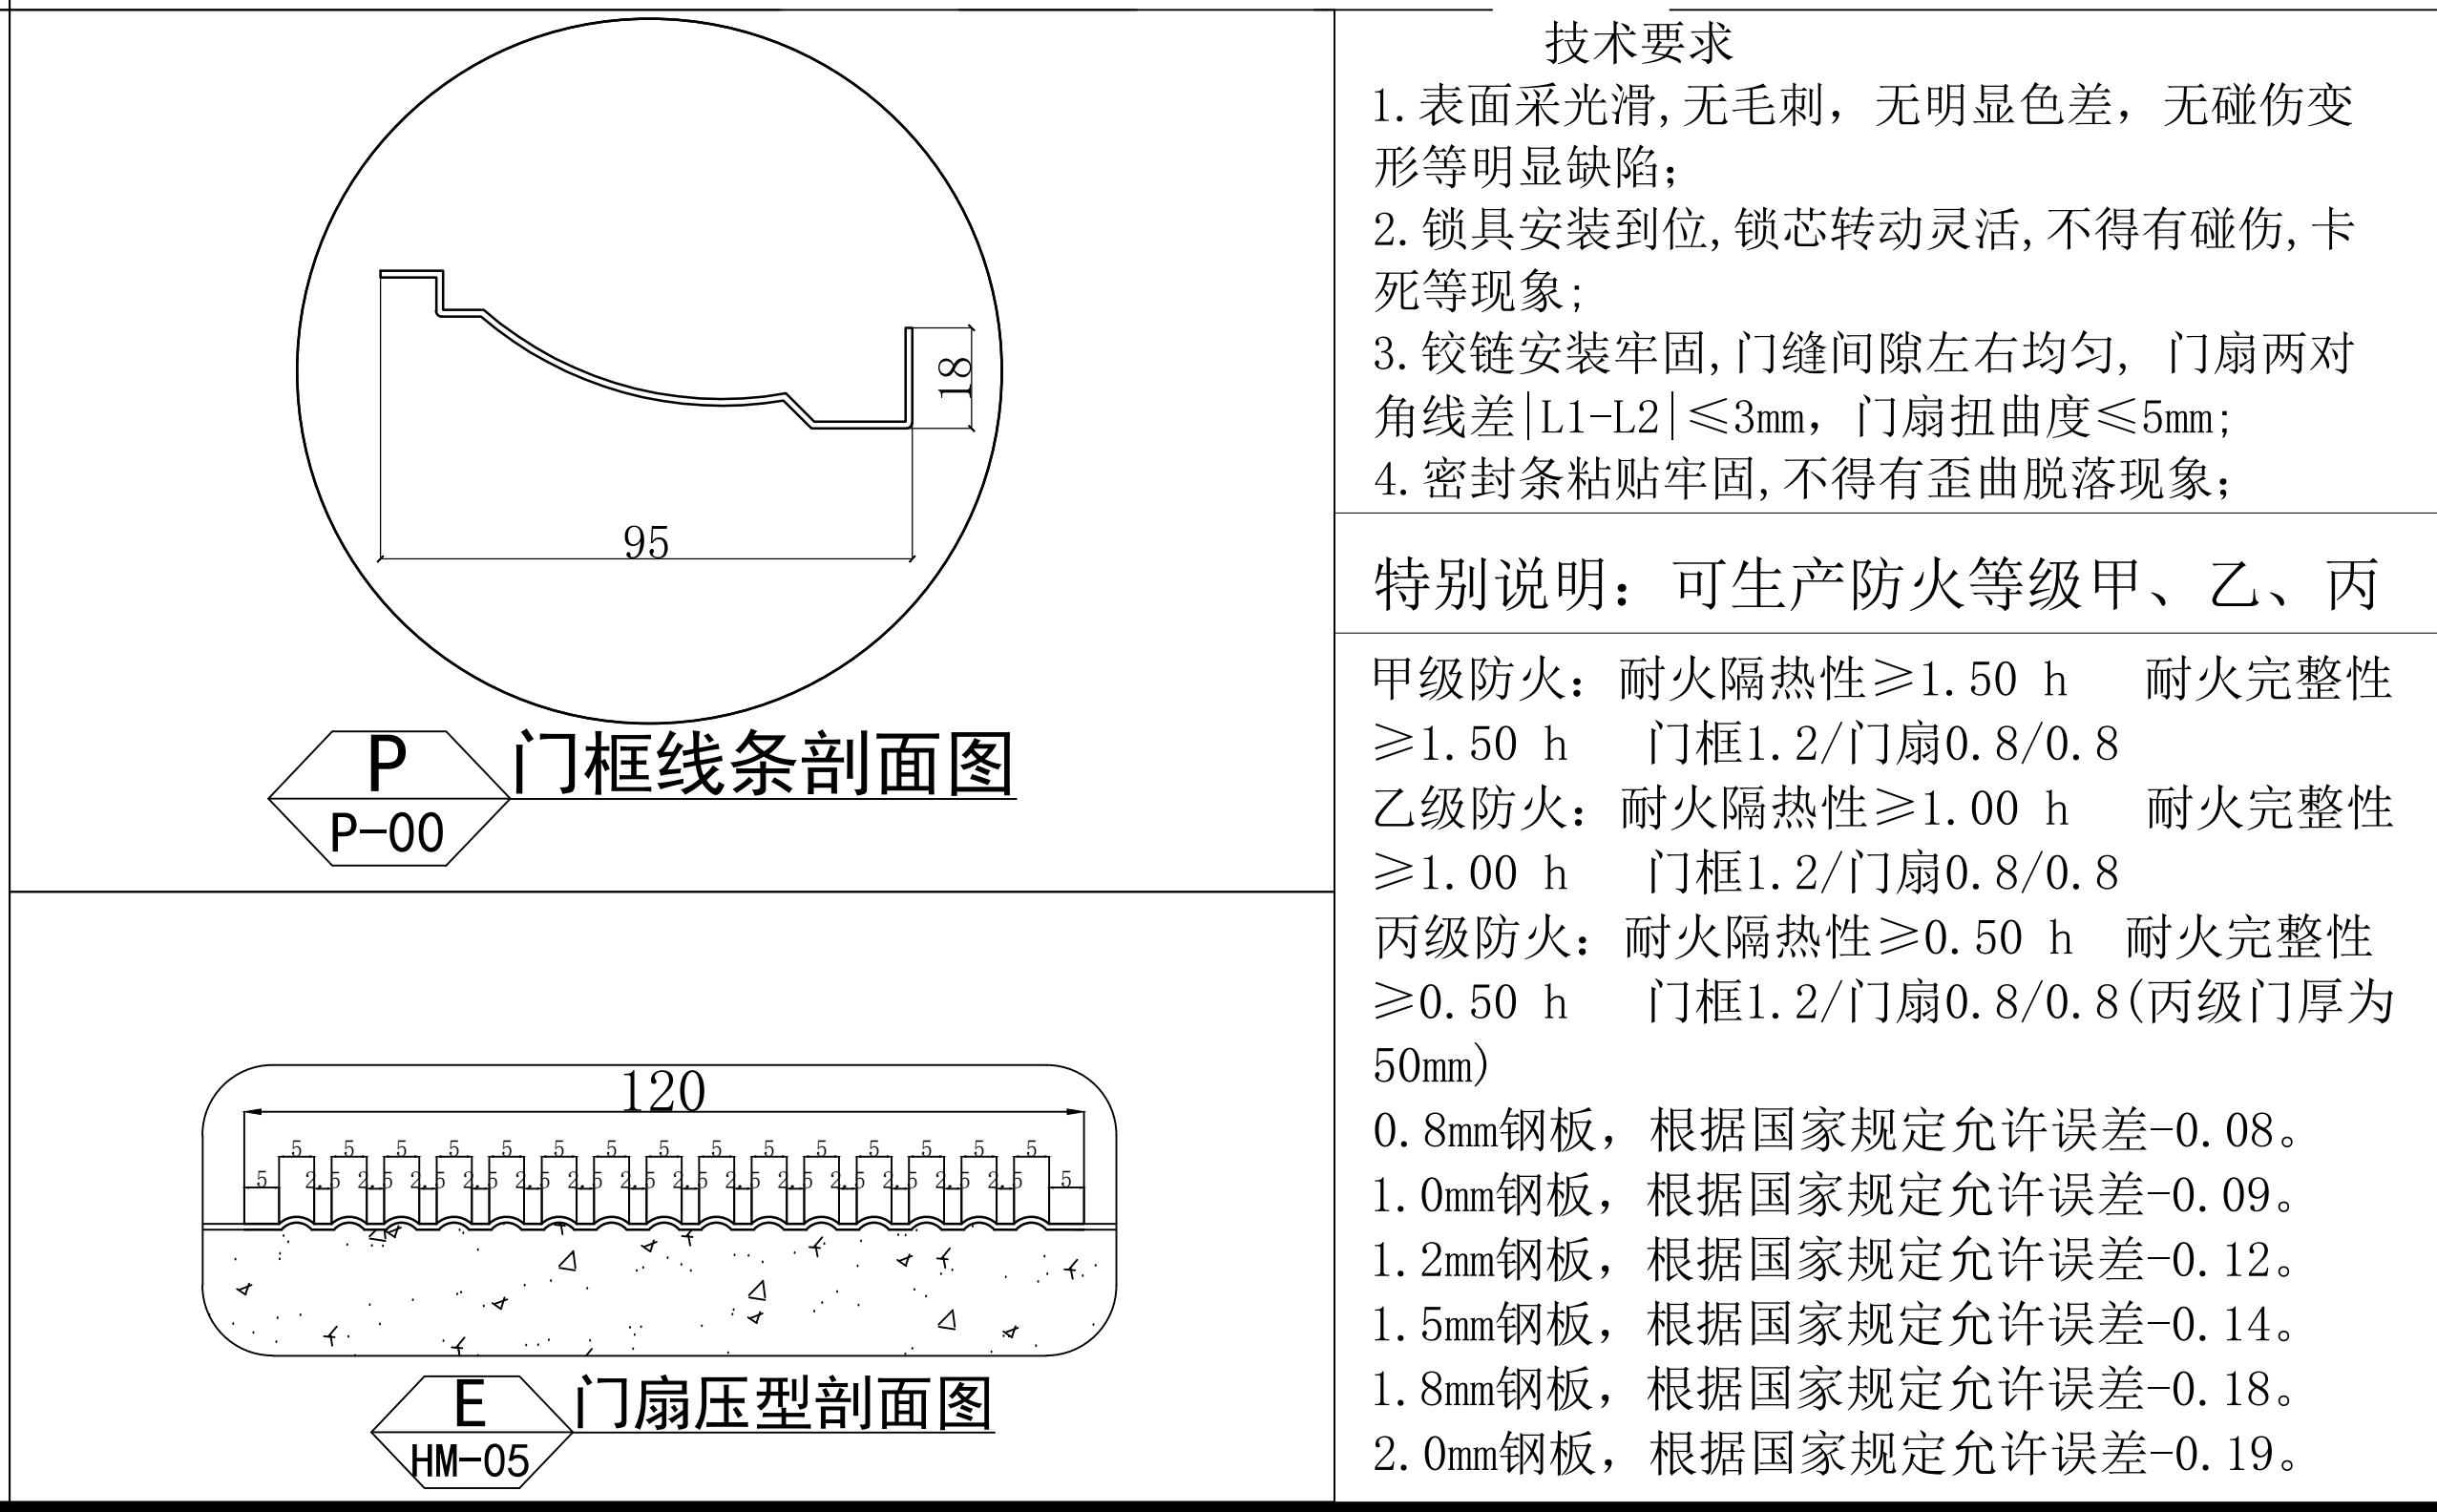 18
95
P
P-00
门框线条剖面图
120
5 5 5 5 5 5 5 5 5 5 5 5 5 5 5
5 2.5 2.5 2.5 2.5 2.5 2.5 2.5 2.5 2.5 2.5 2.5 2.5 2.5 2.5 5
E
HM-05
门扇压型剖面图
技术要求
1.表面采光滑,无毛刺，无明显色差，无碰伤变
形等明显缺陷；
2.锁具安装到位,锁芯转动灵活,不得有碰伤,卡
死等现象;
3.铰链安装牢固,门缝间隙左右均匀, 门扇两对
角线差|L1-L2|≤3mm，门扇扭曲度≤5mm;
4.密封条粘贴牢固,不得有歪曲脱落现象；
特别说明：可生产防火等级甲、乙、丙
甲级防火：耐火隔热性≥1.50 h 耐火完整性
≥1.50 h 门框1.2/门扇0.8/0.8
乙级防火：耐火隔热性≥1.00 h 耐火完整性
≥1.00 h 门框1.2/门扇0.8/0.8
丙级防火：耐火隔热性≥0.50 h 耐火完整性
≥0.50 h 门框1.2/门扇0.8/0.8(丙级门厚为
50mm)
0.8mm钢板，根据国家规定允许误差-0.08。
1.0mm钢板，根据国家规定允许误差-0.09。
1.2mm钢板，根据国家规定允许误差-0.12。
1.5mm钢板，根据国家规定允许误差-0.14。
1.8mm钢板，根据国家规定允许误差-0.18。
2.0mm钢板，根据国家规定允许误差-0.19。